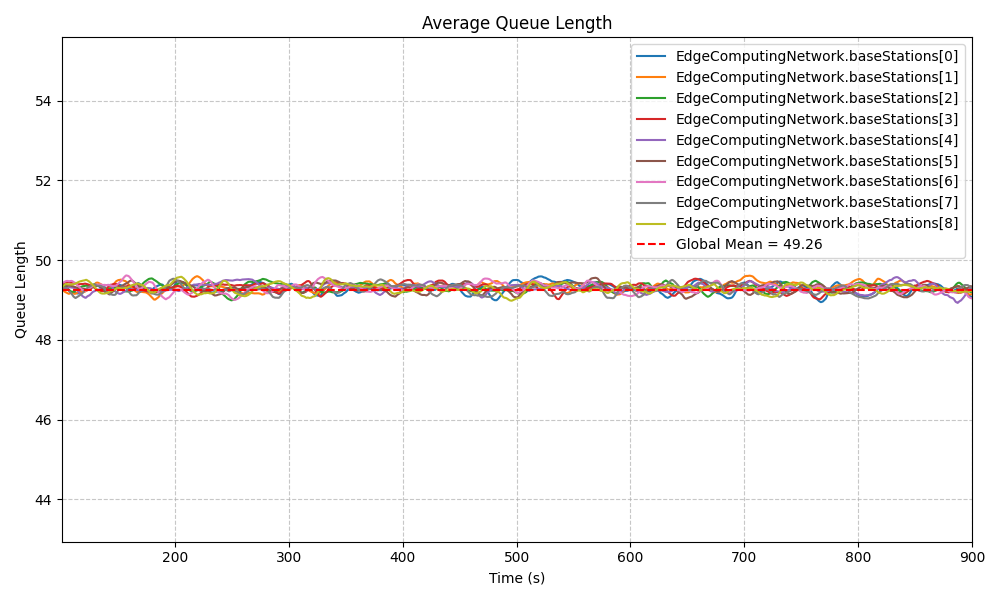 Average Queue Length
EdgeComputingNetwork.baseStations[0]
EdgeComputingNetwork.baseStations[1]
EdgeComputingNetwork.baseStations[2]
EdgeComputingNetwork.baseStations[3]
EdgeComputingNetwork.baseStations[4]
EdgeComputingNetwork.baseStations[5]
EdgeComputingNetwork.baseStations[6]
EdgeComputingNetwork.baseStations[7]
EdgeComputingNetwork.baseStations[8]
Global Mean = 49.26
Queue Length
54
52
50
48
46
44
200 300 400 500 600 700 800 900
Time (s)